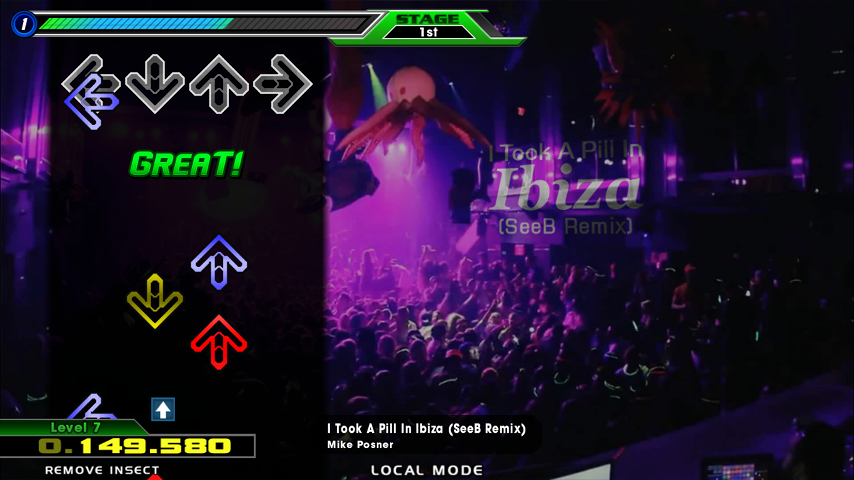 1
STAGE
1st
GREAT!
I Took A Pill In
Ibiza
(SeeB Remix)
Level 7
0.149.580
I Took A Pill In Ibiza (SeeB Remix)
Mike Posner
REMOVE INSECT
LOCAL MODE